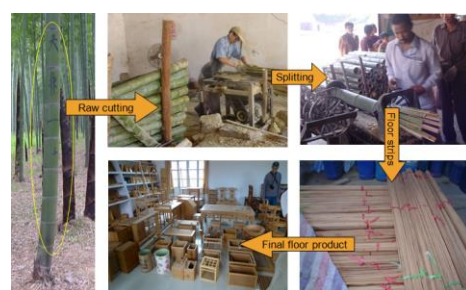 Raw cutting
Splitting
Floor strips
Final floor product